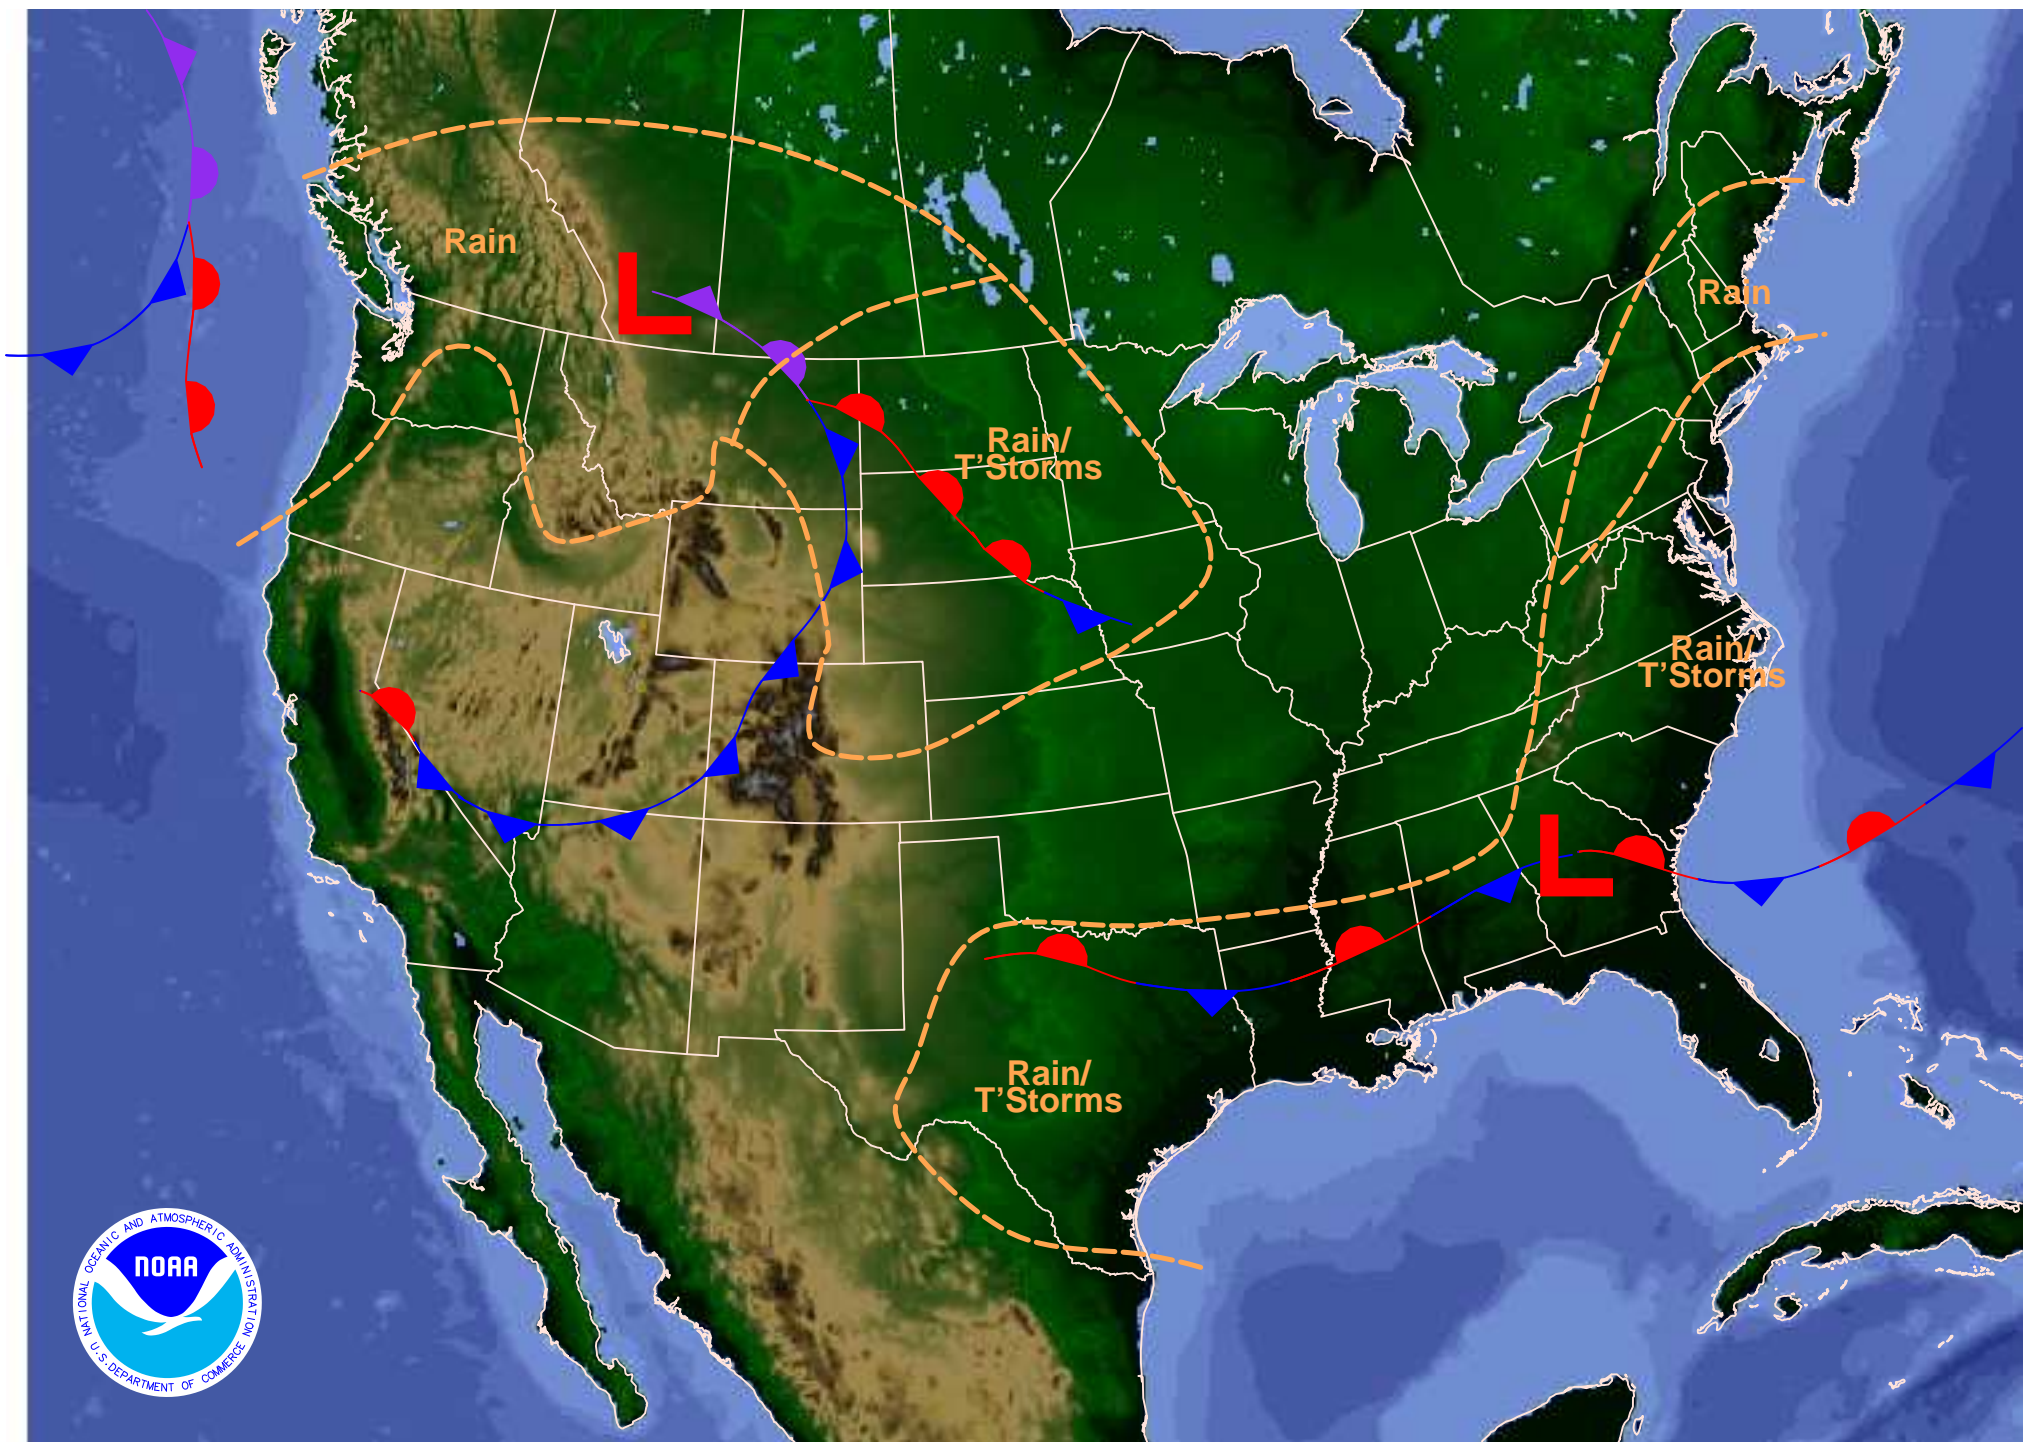 Rain
L
Rain
Rain/
T'Storms
Rain/
T'Storms
L
Rain/
T'Storms
NATIONAL OCEANIC AND ATMOSPHERIC ADMINISTRATION
NOAA
U.S. DEPARTMENT OF COMMERCE